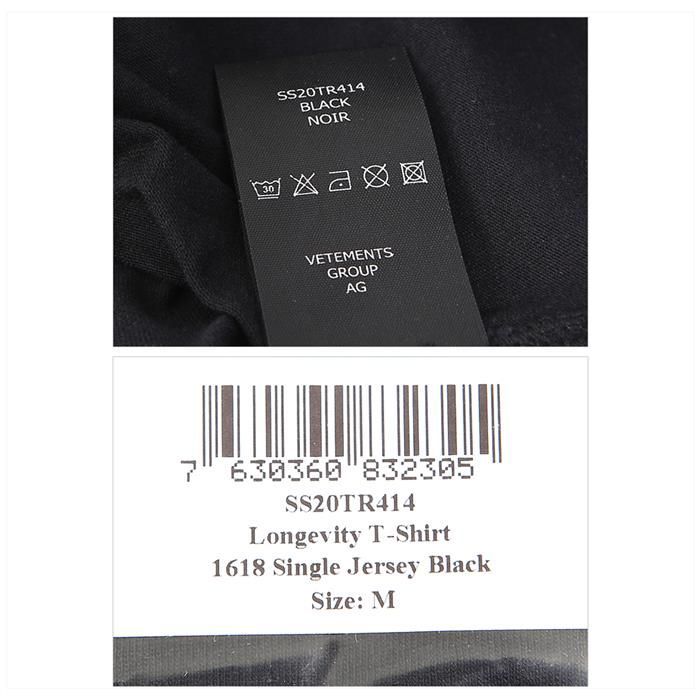 SS20TR414
BLACK
NOIR
30
VETEMENTS
GROUP
AG
7 630360 832305
SS20TR414
Longevity T-Shirt
1618 Single Jersey Black
Size: M